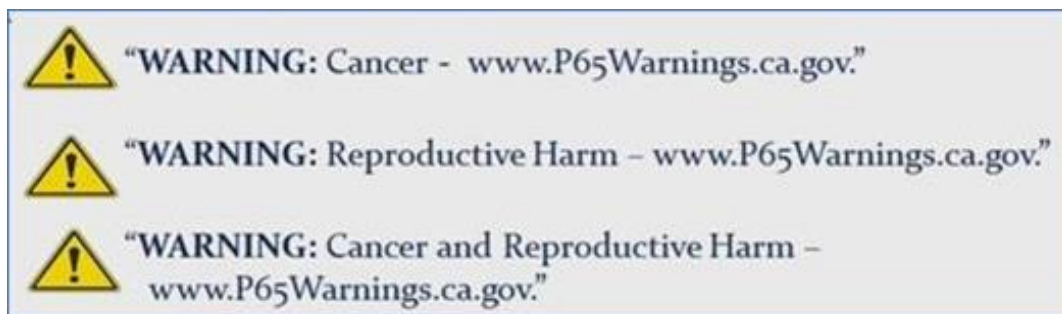 “WARNING: Cancer - www.P65Warnings.ca.gov.”
“WARNING: Reproductive Harm – www.P65Warnings.ca.gov.”
“WARNING: Cancer and Reproductive Harm –
www.P65Warnings.ca.gov.”